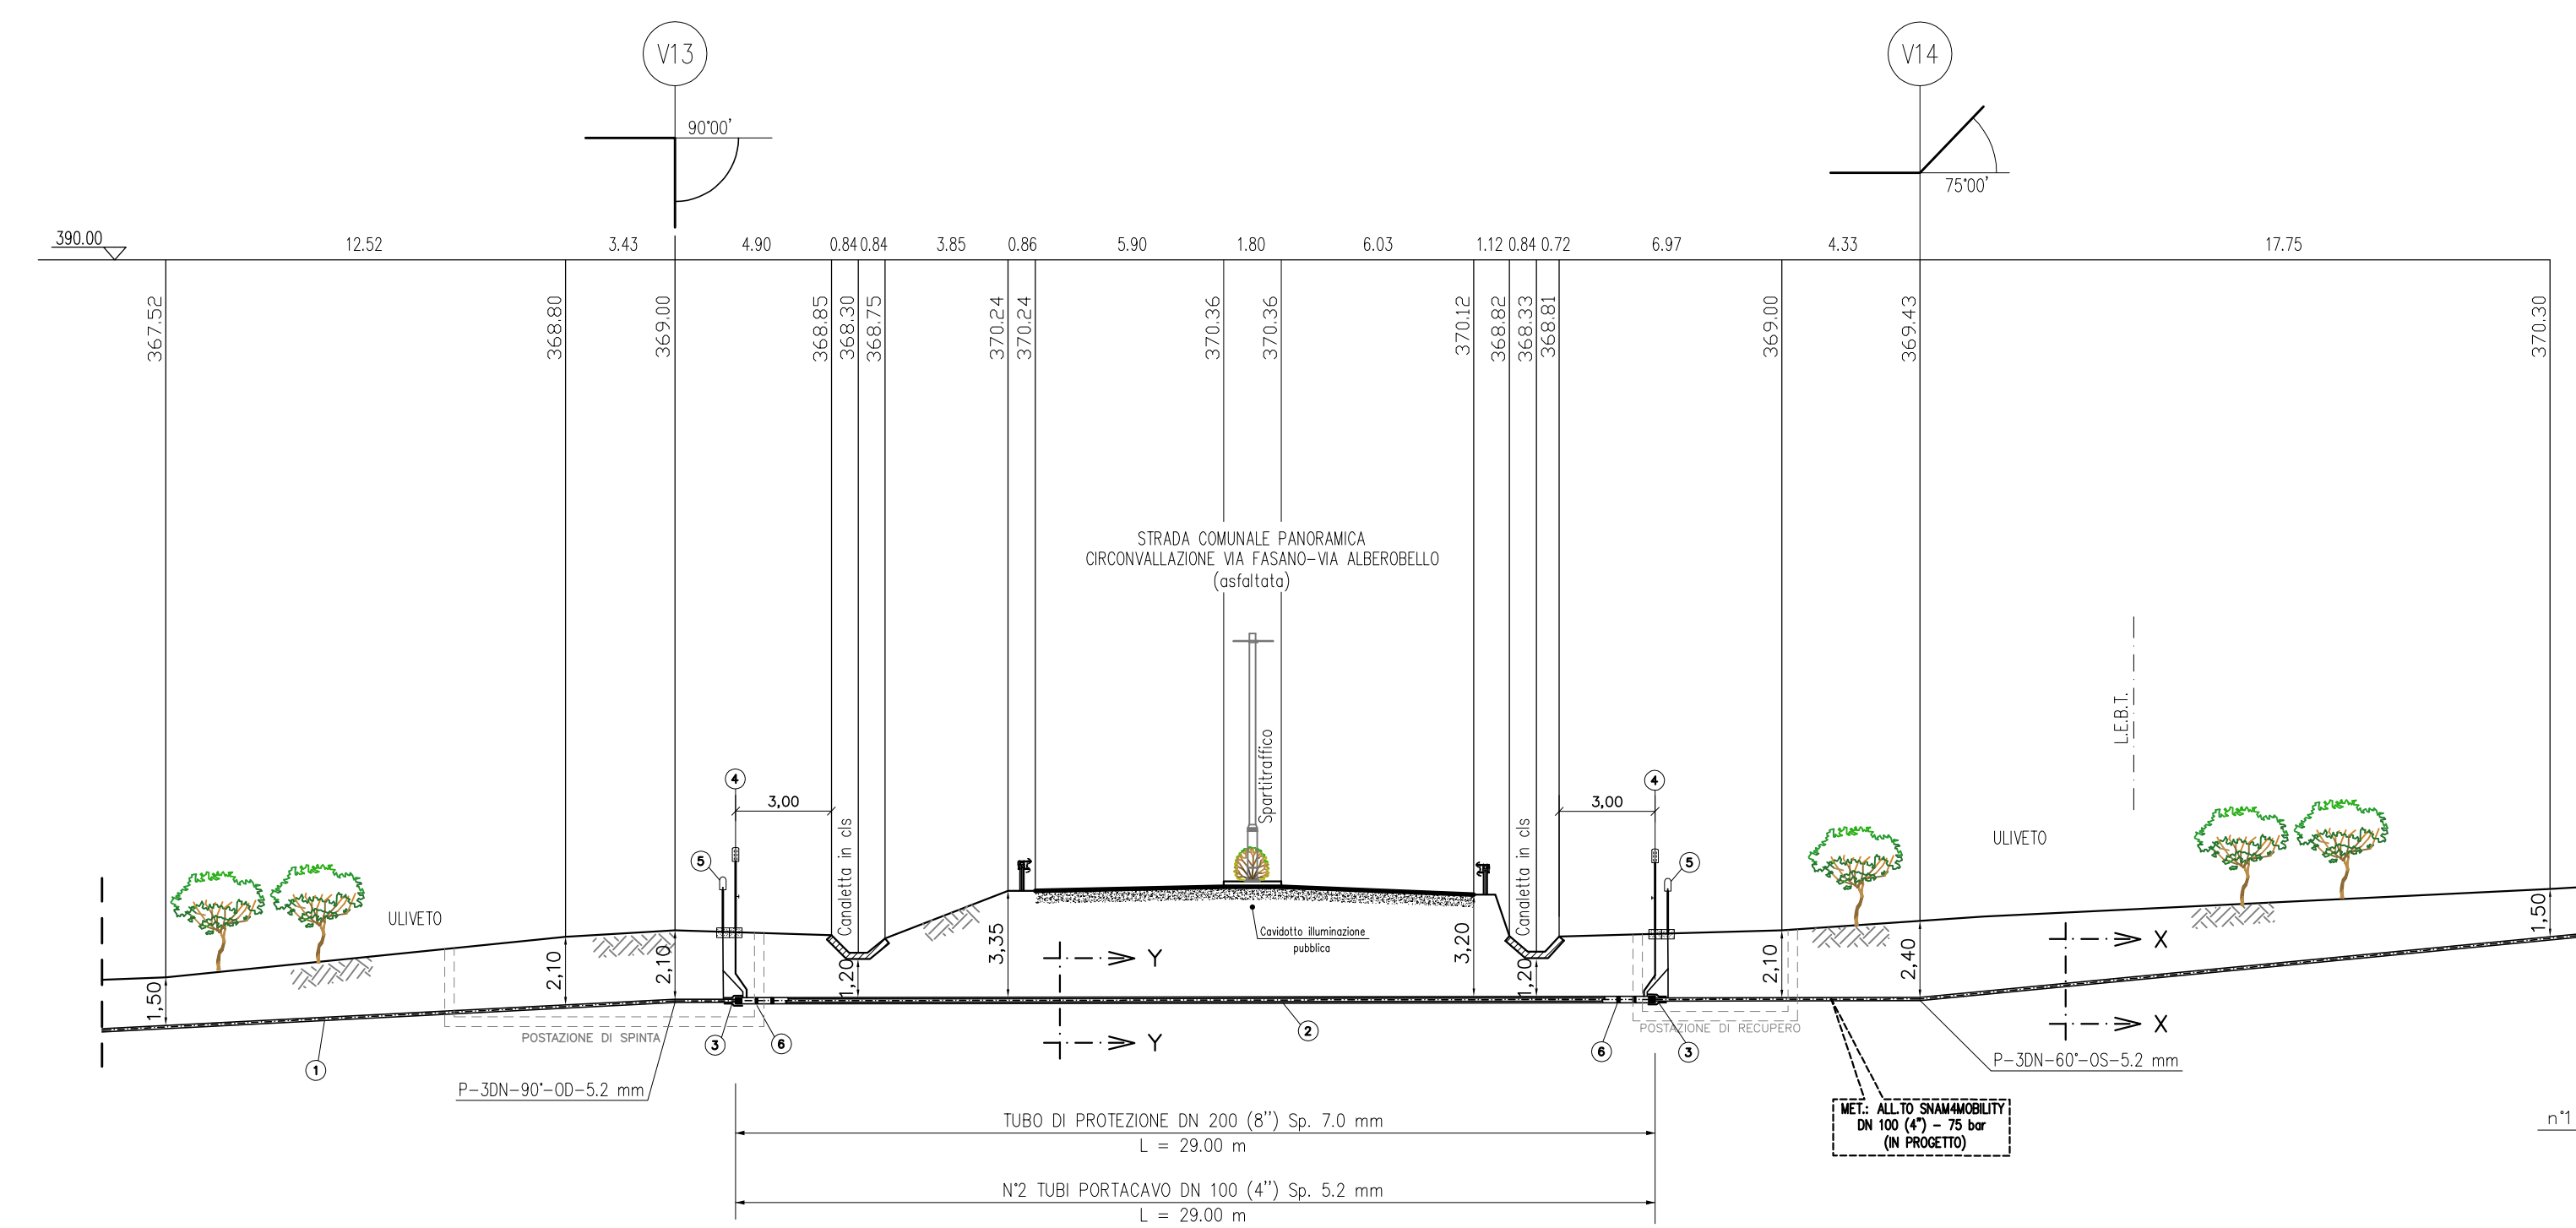 V13
V14
90°00'
75°00'
390.00
12.52
3.43
4.90
0.84
0.84
3.85
0.86
5.90
1.80
6.03
1.12
0.84
0.72
6.97
4.33
17.75
367.52
368.80
369.00
368.85
368.30
368.75
370.24
370.24
370.36
370.36
370.12
368.82
368.33
368.81
369.00
369.43
370.30
STRADA COMUNALE PANORAMICA
CIRCONVALLAZIONE VIA FASANO-VIA ALBEROBELLO
(asfaltata)
Spartitraffico
L.E.B.T.
4
3,00
5
Canaletta in cls
ULIVETO
4
3,00
5
Canaletta in cls
ULIVETO
Cavidotto illuminazione
pubblica
1,50
2,10
2,10
1,20
3,35
3,20
1,20
2,10
2,40
1,50
Y
Y
X
X
POSTAZIONE DI SPINTA
POSTAZIONE DI RECUPERO
1
3
6
2
6
3
P-3DN-90°-OD-5.2 mm
P-3DN-60°-OS-5.2 mm
MET.: ALL.TO SNAM4MOBILITY
DN 100 (4") - 75 bar
(IN PROGETTO)
n°1
TUBO DI PROTEZIONE DN 200 (8'') Sp. 7.0 mm
L = 29.00 m
N°2 TUBI PORTACAVO DN 100 (4'') Sp. 5.2 mm
L = 29.00 m